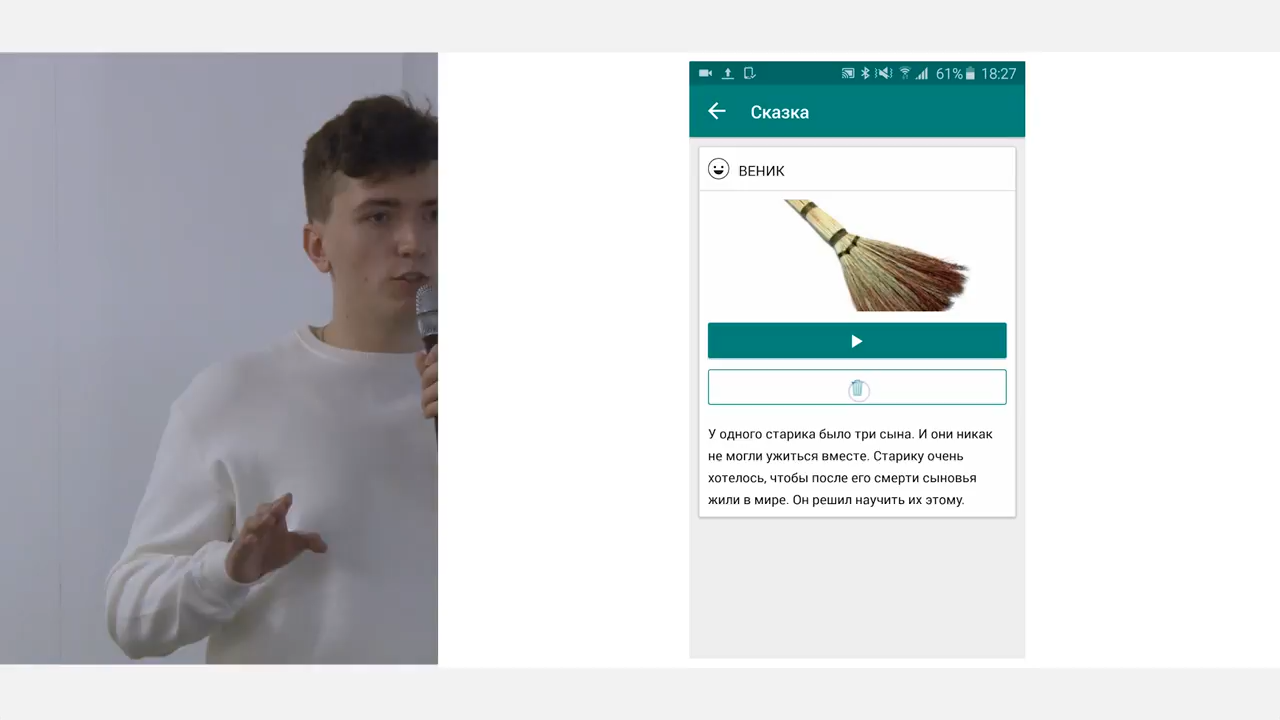 61% 18:27
Сказка
ВЕНИК
У одного старика было три сына. И они никак
не могли ужиться вместе. Старику очень
хотелось, чтобы после его смерти сыновья
жили в мире. Он решил научить их этому.